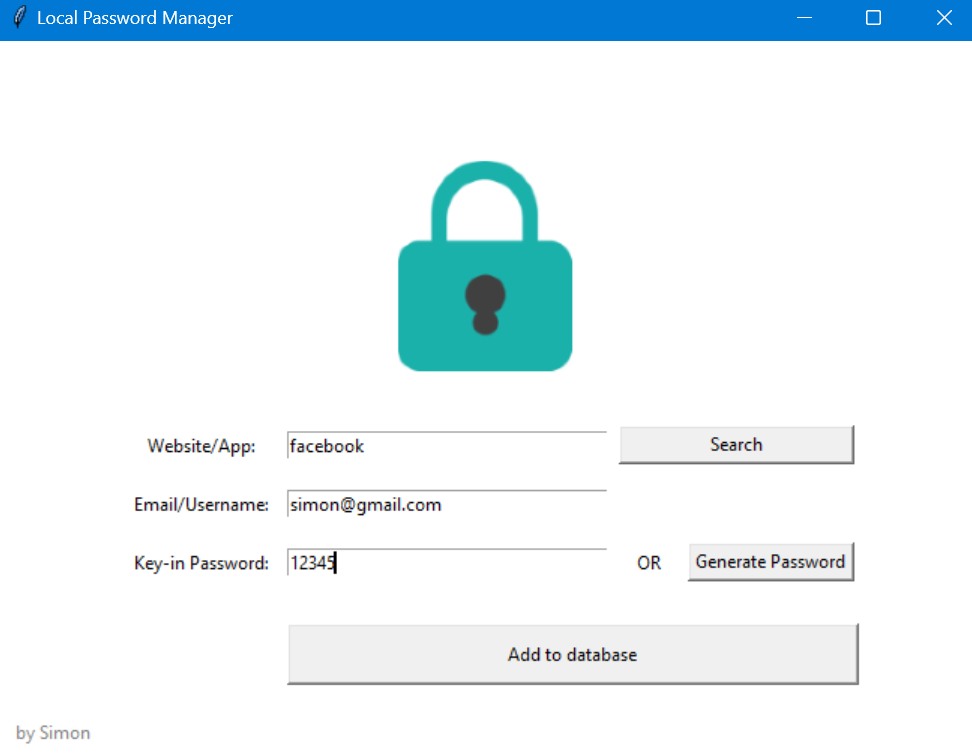 Local Password Manager
Website/App: facebook Search
Email/Username: simon@gmail.com
Key-in Password: 12345 OR Generate Password
Add to database
by Simon